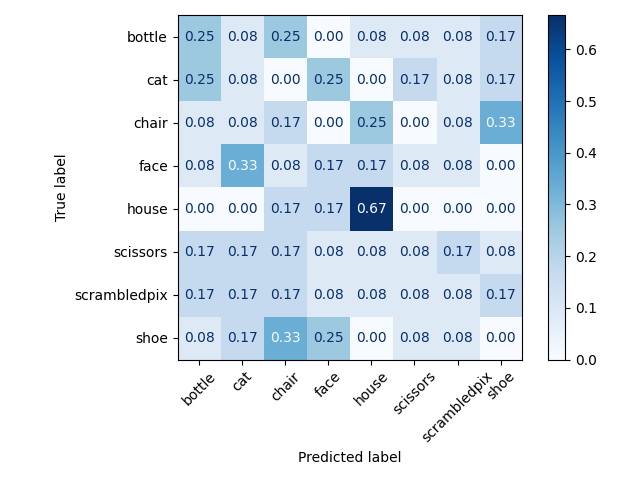 bottle 0.25 0.08 0.25 0.00 0.08 0.08 0.08 0.17
cat 0.25 0.08 0.00 0.25 0.00 0.17 0.08 0.17
chair 0.08 0.08 0.17 0.00 0.25 0.00 0.08 0.33
face 0.08 0.33 0.08 0.17 0.17 0.08 0.08 0.00
house 0.00 0.00 0.17 0.17 0.67 0.00 0.00 0.00
scissors 0.17 0.17 0.17 0.08 0.08 0.08 0.17 0.08
scrambledpix 0.17 0.17 0.17 0.08 0.08 0.08 0.08 0.17
shoe 0.08 0.17 0.33 0.25 0.00 0.08 0.08 0.00
True label
bottle cat chair face house scissors scrambledpix shoe
Predicted label
0.6
0.5
0.4
0.3
0.2
0.1
0.0